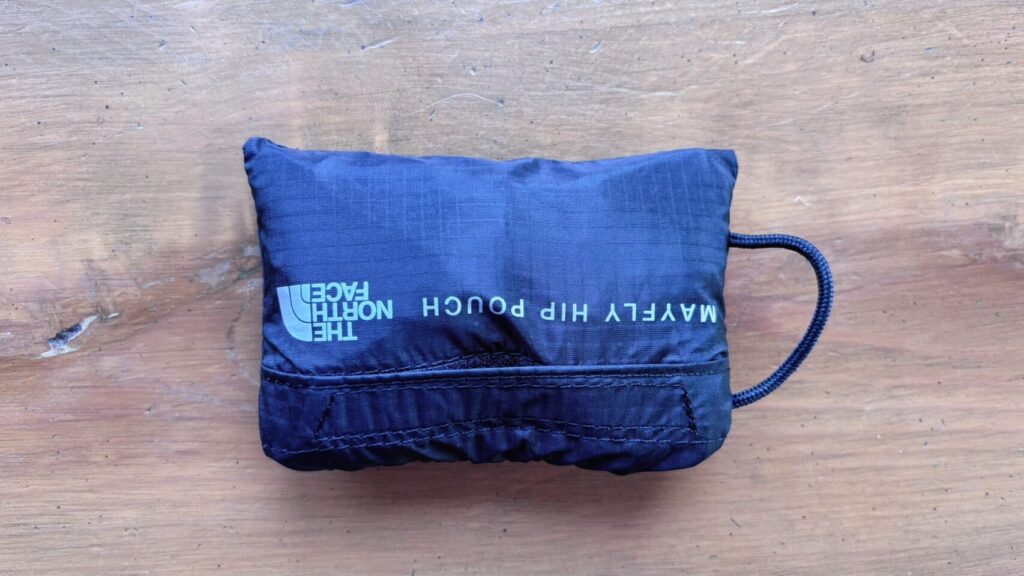 MAYFLY HIP POUCH
THE
NORTH
FACE